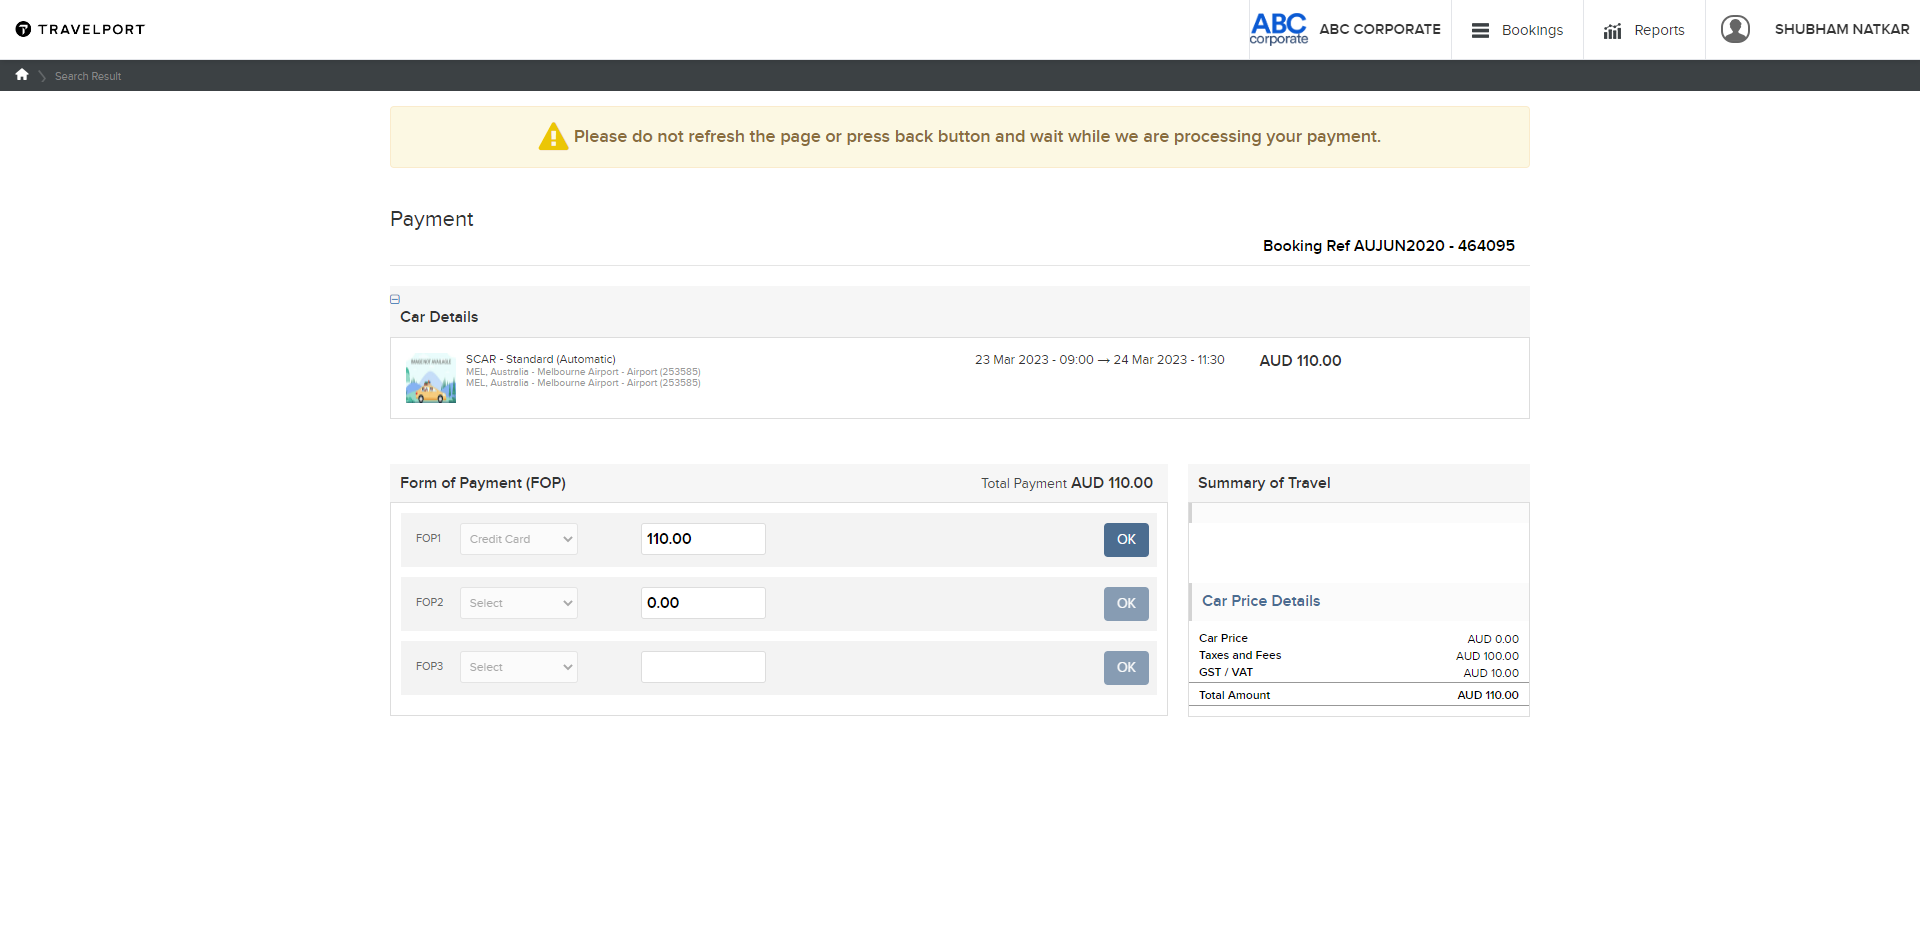 TRAVELPORT
ABC
corporate
ABC CORPORATE
Bookings
Reports
SHUBHAM NATKAR
Search Result
Please do not refresh the page or press back button and wait while we are processing your payment.
Payment
Booking Ref AUJUN2020 - 464095
Car Details
IMAGE NOT AVAILABLE
SCAR - Standard (Automatic)
MEL, Australia - Melbourne Airport - Airport (253585)
MEL, Australia - Melbourne Airport - Airport (253585)
23 Mar 2023 - 09:00 → 24 Mar 2023 - 11:30
AUD 110.00
Form of Payment (FOP)
Total Payment AUD 110.00
FOP1 Credit Card 110.00 OK
FOP2 Select 0.00 OK
FOP3 Select OK
Summary of Travel
Car Price Details
Car Price AUD 0.00
Taxes and Fees AUD 100.00
GST / VAT AUD 10.00
Total Amount AUD 110.00